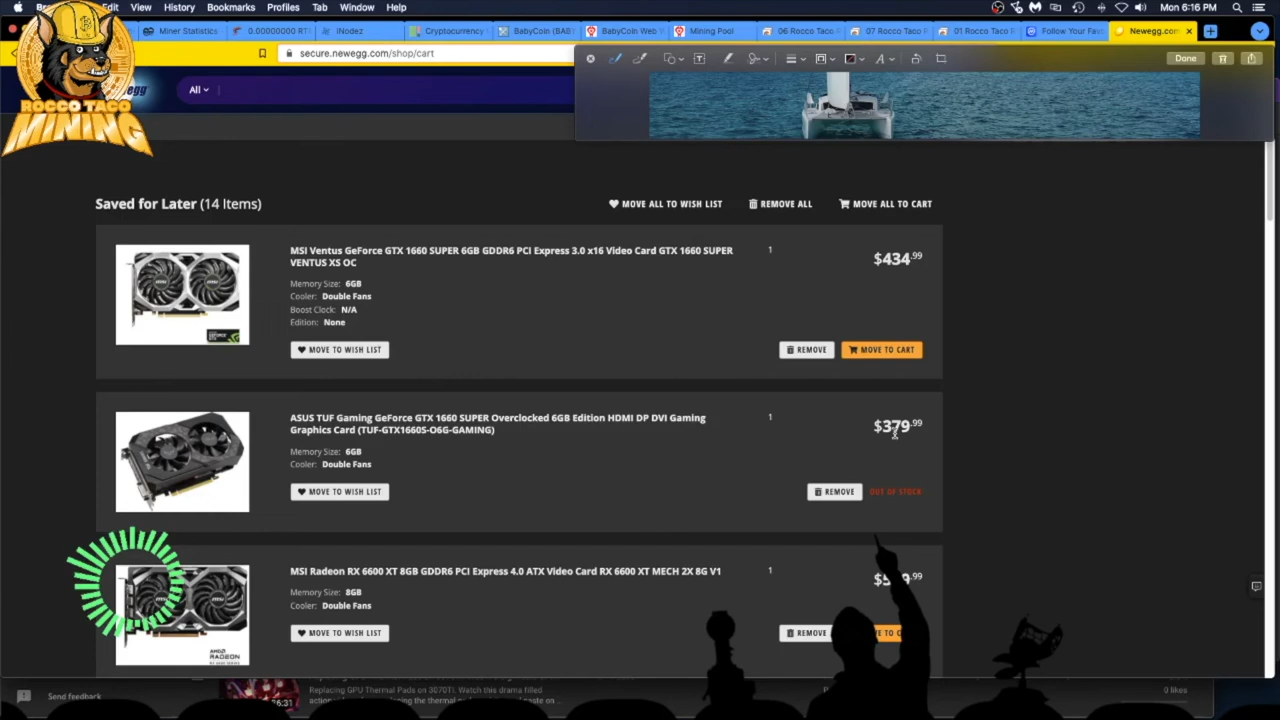 Edit View History Bookmarks Profiles Tab Window Help
Mon 6:16 PM
Miner Statistics
0.00000000 RT
iNodez
Cryptocurrency
BabyCoin (BAB
BabyCoin Web
Mining Pool
06 Rocco Taco
07 Rocco Taco
01 Rocco Taco
Follow Your Favo
Newegg.com
secure.newegg.com/shop/cart
Done
All
ROCCO TACO
MINING
Saved for Later (14 Items)
MOVE ALL TO WISH LIST
REMOVE ALL
MOVE ALL TO CART
MSI Ventus GeForce GTX 1660 SUPER 6GB GDDR6 PCI Express 3.0 x16 Video Card GTX 1660 SUPER
VENTUS XS OC
1
$434.99
Memory Size: 6GB
Cooler: Double Fans
Boost Clock: N/A
Edition: None
MOVE TO WISH LIST
REMOVE
MOVE TO CART
ASUS TUF Gaming GeForce GTX 1660 SUPER Overclocked 6GB Edition HDMI DP DVI Gaming
Graphics Card (TUF-GTX1660S-O6G-GAMING)
1
$379.99
Memory Size: 6GB
Cooler: Double Fans
MOVE TO WISH LIST
REMOVE
OUT OF STOCK
MSI Radeon RX 6600 XT 8GB GDDR6 PCI Express 4.0 ATX Video Card RX 6600 XT MECH 2X 8G V1
1
Memory Size: 8GB
Cooler: Double Fans
AMD
RADEON
MOVE TO WISH LIST
REMOVE
Send feedback
Replacing GPU Thermal Pads on 3070TI. Watch this drama filled
0 likes